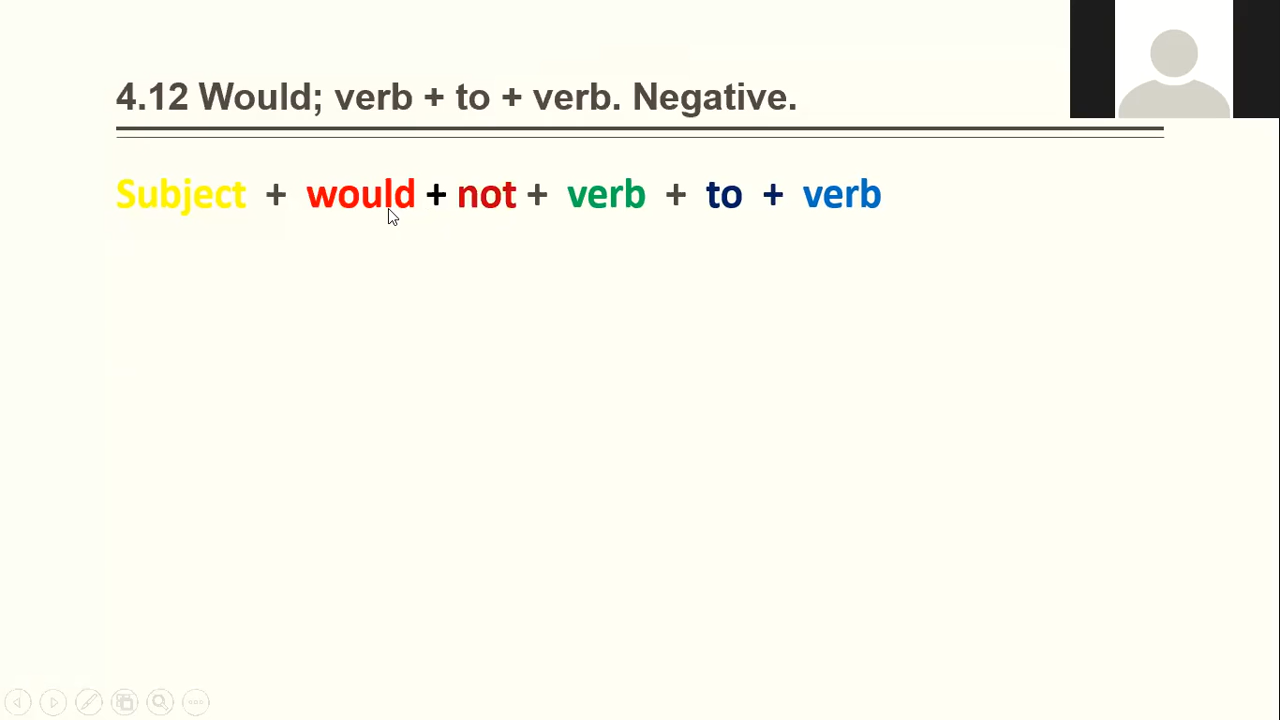 4.12 Would; verb + to + verb. Negative.
Subject + would + not + verb + to + verb